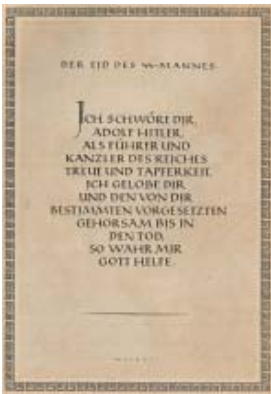 DER EID DES SS-MANNES
ICH SCHWÖRE DIR,
ADOLF HITLER,
ALS FÜHRER UND
KANZLER DES REICHES
TREUE UND TAPFERKEIT.
ICH GELOBE DIR
UND DEN VON DIR
BESTIMMTEN VORGESETZTEN
GEHORSAM BIS IN
DEN TOD,
SO WAHR MIR
GOTT HELFE.